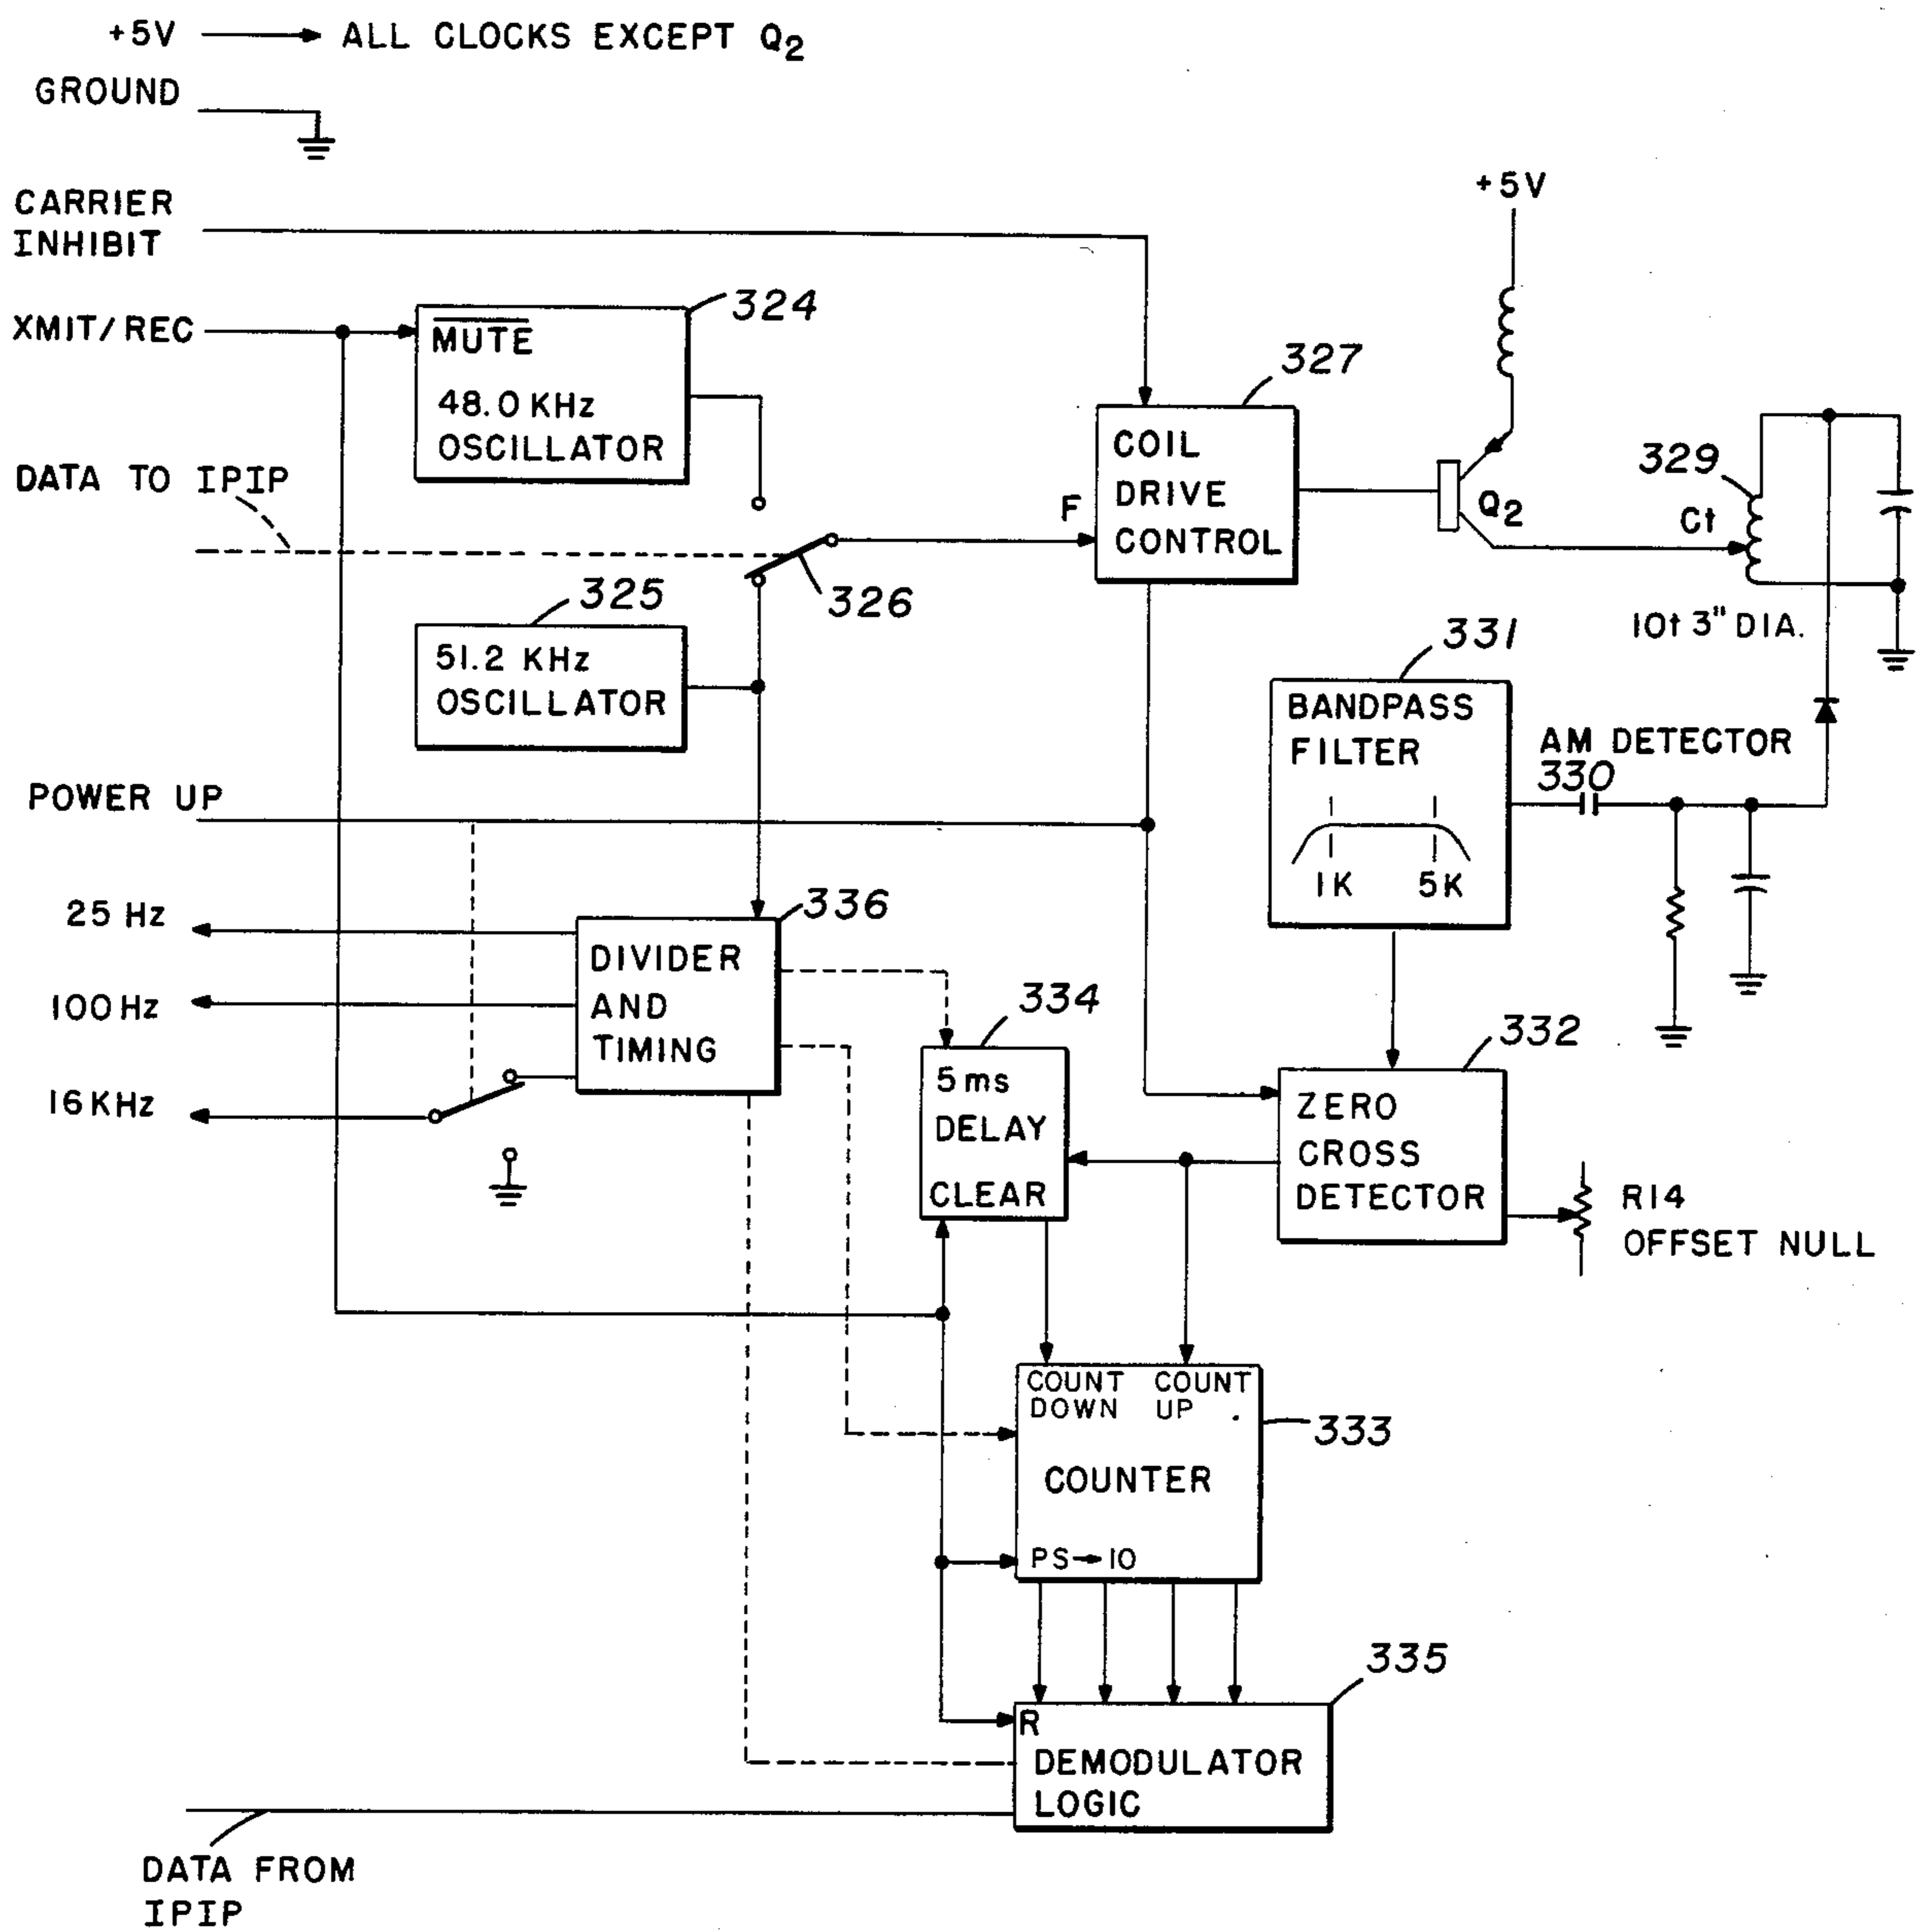 +5V → ALL CLOCKS EXCEPT Q2
GROUND
CARRIER
INHIBIT
XMIT/REC
MUTE
48.0 KHz
OSCILLATOR
324
DATA TO IPIP
51.2 KHz
OSCILLATOR
325
326
F
COIL
DRIVE
CONTROL
327
+5V
Q2
329
Ct
10t 3" DIA.
331
BANDPASS
FILTER
1K 5K
AM DETECTOR
330
POWER UP
25 Hz
100 Hz
16 KHz
DIVIDER
AND
TIMING
336
334
5 ms
DELAY
CLEAR
332
ZERO
CROSS
DETECTOR
R14
OFFSET NULL
COUNT COUNT
DOWN UP
COUNTER
PS→10
333
335
R
DEMODULATOR
LOGIC
DATA FROM
IPIP